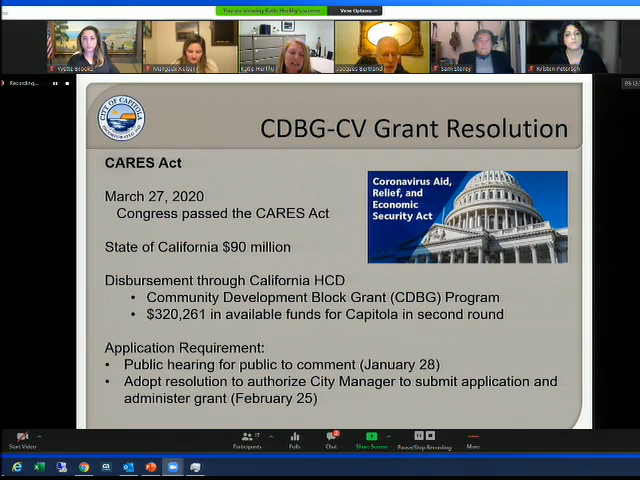 You are viewing Katie Herlihy's screen
View Options
Yvette Brooks
Margaux Keiser
Katie Herlihy
Jacques Bertrand
Sam Storey
Kristen Petersen
Recording...
CITY OF CAPITOLA
INCORPORATED
CDBG-CV Grant Resolution
CARES Act
Coronavirus Aid,
Relief, and
Economic
Security Act
March 27, 2020
Congress passed the CARES Act
State of California $90 million
Disbursement through California HCD
• Community Development Block Grant (CDBG) Program
• $320,261 in available funds for Capitola in second round
Application Requirement:
• Public hearing for public to comment (January 28)
• Adopt resolution to authorize City Manager to submit application and
administer grant (February 25)
Start Video
17
Participants
Polls
Chat
Share Screen
Pause/Stop Recording
More